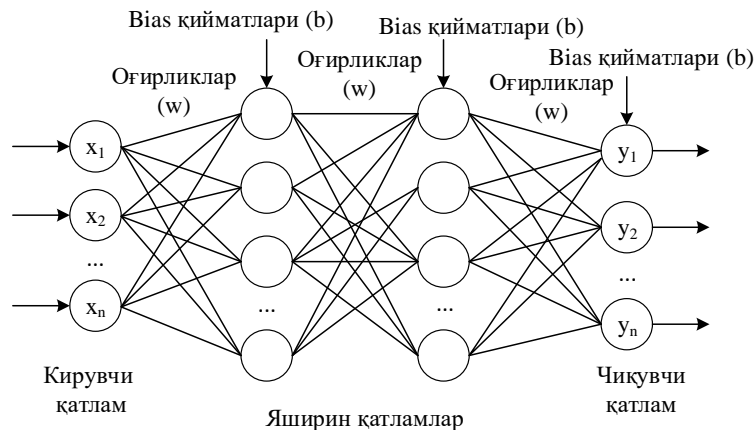 Bias қийматлари (b)
Bias қийматлари (b)
Bias қийматлари (b)
Оғирликлар
(w)
Оғирликлар
(w)
Оғирликлар
(w)
x₁
x₂
...
xₙ
...
...
y₁
y₂
...
yₙ
Кирувчи
қатлам
Яширин қатламлар
Чиқувчи
қатлам